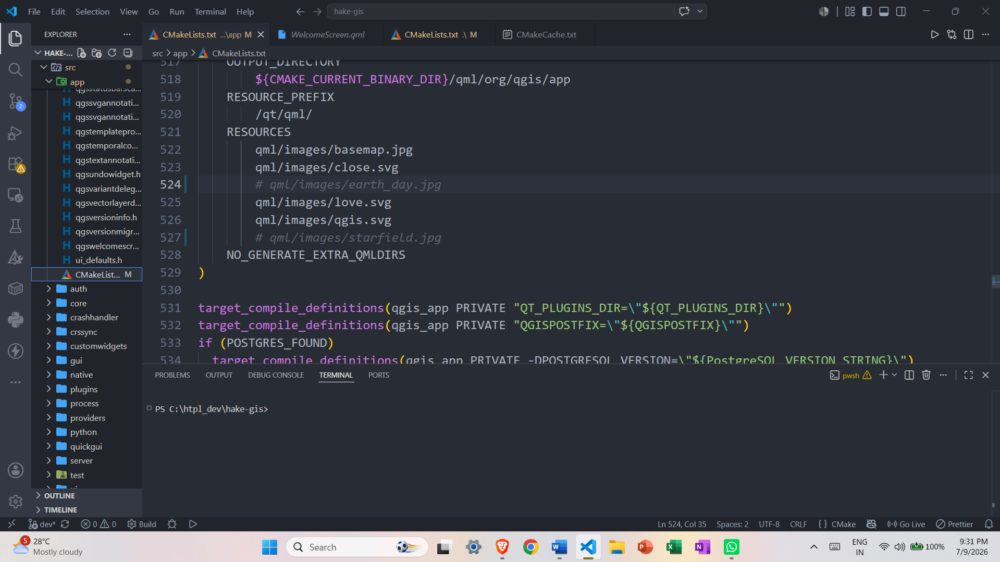 File Edit Selection View Go Run Terminal Help
hake-gis
EXPLORER
CMakeLists.txt ...\app M
WelcomeScreen.qml
CMakeLists.txt .\ M
CMakeCache.txt
HAKE-...
src > app > CMakeLists.txt
src
app
qgsstatusbarsca...
qgssvgannotati...
qgssvgannotati...
qgstemplatepro...
qgstemporalco...
qgstextannotati...
qgsundowidget.h
qgsvariantdeleg...
qgsvectorlayerd...
qgsversioninfo.h
qgsversionmigr...
qgswelcomescr...
ui_defaults.h
CMakeList... M
auth
core
crashhandler
crssync
customwidgets
gui
native
plugins
process
providers
python
quickgui
server
test
OUTLINE
TIMELINE
2
517 OUTPUT_DIRECTORY
518 ${CMAKE_CURRENT_BINARY_DIR}/qml/org/qgis/app
519 RESOURCE_PREFIX
520 /qt/qml/
521 RESOURCES
522 qml/images/basemap.jpg
523 qml/images/close.svg
524 # qml/images/earth_day.jpg
525 qml/images/love.svg
526 qml/images/qgis.svg
527 # qml/images/starfield.jpg
528 NO_GENERATE_EXTRA_QMLDIRS
529 )
530
531 target_compile_definitions(qgis_app PRIVATE "QT_PLUGINS_DIR=\"${QT_PLUGINS_DIR}\"")
532 target_compile_definitions(qgis_app PRIVATE "QGISPOSTFIX=\"${QGISPOSTFIX}\"")
533 if (POSTGRES_FOUND)
534 target_compile_definitions(qgis_app PRIVATE -DPOSTGRESQL_VERSION=\"${PostgreSQL_VERSION_STRING}\")
PROBLEMS OUTPUT DEBUG CONSOLE TERMINAL PORTS
pwsh
PS C:\htpl_dev\hake-gis>
dev* 0 0 Build
Ln 524, Col 35 Spaces: 2 UTF-8 CRLF {} CMake Go Live Prettier
5
28°C
Mostly cloudy
Search
ENG
IN
100%
9:31 PM
7/9/2026